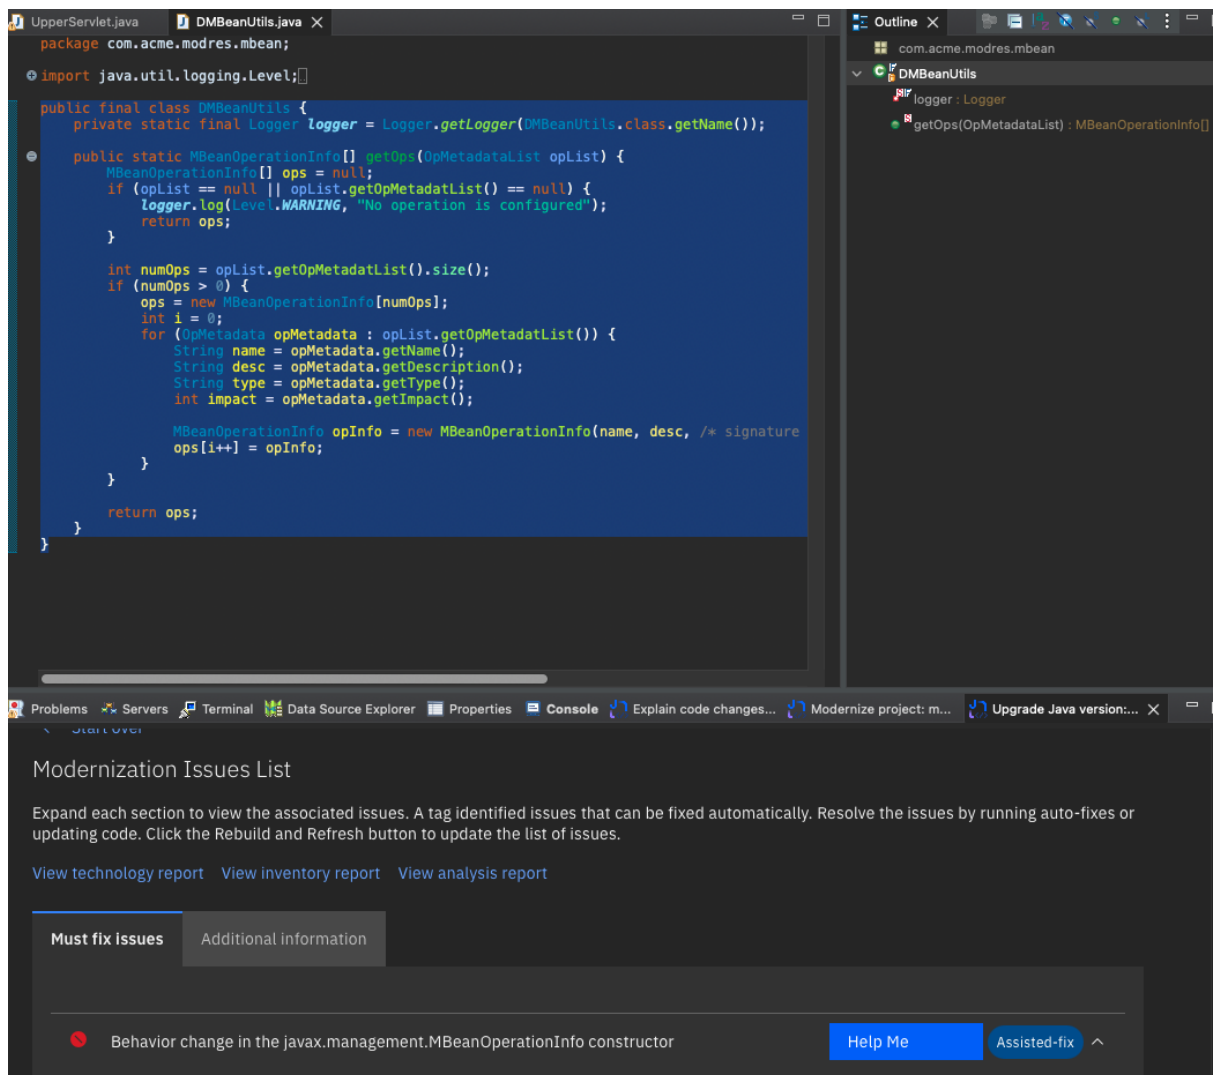 UpperServlet.java
DMBeanUtils.java
package com.acme.modres.mbean;
import java.util.logging.Level;
public final class DMBeanUtils {
private static final Logger logger = Logger.getLogger(DMBeanUtils.class.getName());
public static MBeanOperationInfo[] getOps(OpMetadataList opList) {
MBeanOperationInfo[] ops = null;
if (opList == null || opList.getOpMetadatList() == null) {
logger.log(Level.WARNING, "No operation is configured");
return ops;
}
int numOps = opList.getOpMetadatList().size();
if (numOps > 0) {
ops = new MBeanOperationInfo[numOps];
int i = 0;
for (OpMetadata opMetadata : opList.getOpMetadatList()) {
String name = opMetadata.getName();
String desc = opMetadata.getDescription();
String type = opMetadata.getType();
int impact = opMetadata.getImpact();
MBeanOperationInfo opInfo = new MBeanOperationInfo(name, desc, /* signature
ops[i++] = opInfo;
}
}
return ops;
}
}
Outline
com.acme.modres.mbean
DMBeanUtils
logger : Logger
getOps(OpMetadataList) : MBeanOperationInfo[]
Problems Servers Terminal Data Source Explorer Properties Console Explain code changes... Modernize project: m... Upgrade Java version:...
Start over
Modernization Issues List
Expand each section to view the associated issues. A tag identified issues that can be fixed automatically. Resolve the issues by running auto-fixes or
updating code. Click the Rebuild and Refresh button to update the list of issues.
View technology report View inventory report View analysis report
Must fix issues Additional information
Behavior change in the javax.management.MBeanOperationInfo constructor Help Me Assisted-fix